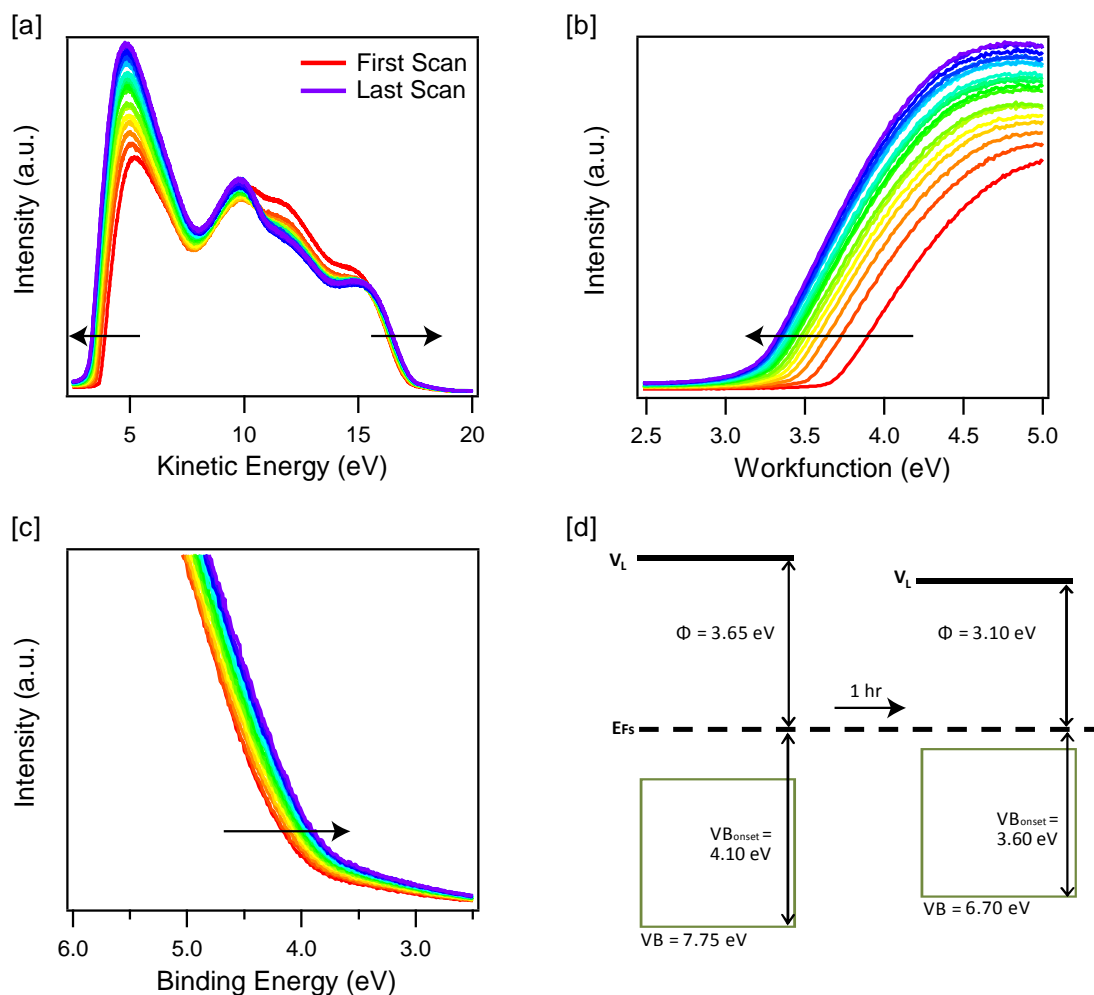 [a]
Intensity (a.u.)
First Scan
Last Scan
5
10
15
20
Kinetic Energy (eV)
[b]
Intensity (a.u.)
2.5
3.0
3.5
4.0
4.5
5.0
Workfunction (eV)
[c]
Intensity (a.u.)
6.0
5.0
4.0
3.0
Binding Energy (eV)
[d]
VL
VL
Φ = 3.65 eV
Φ = 3.10 eV
1 hr
EFs
VBonset =
4.10 eV
VBonset =
3.60 eV
VB = 7.75 eV
VB = 6.70 eV